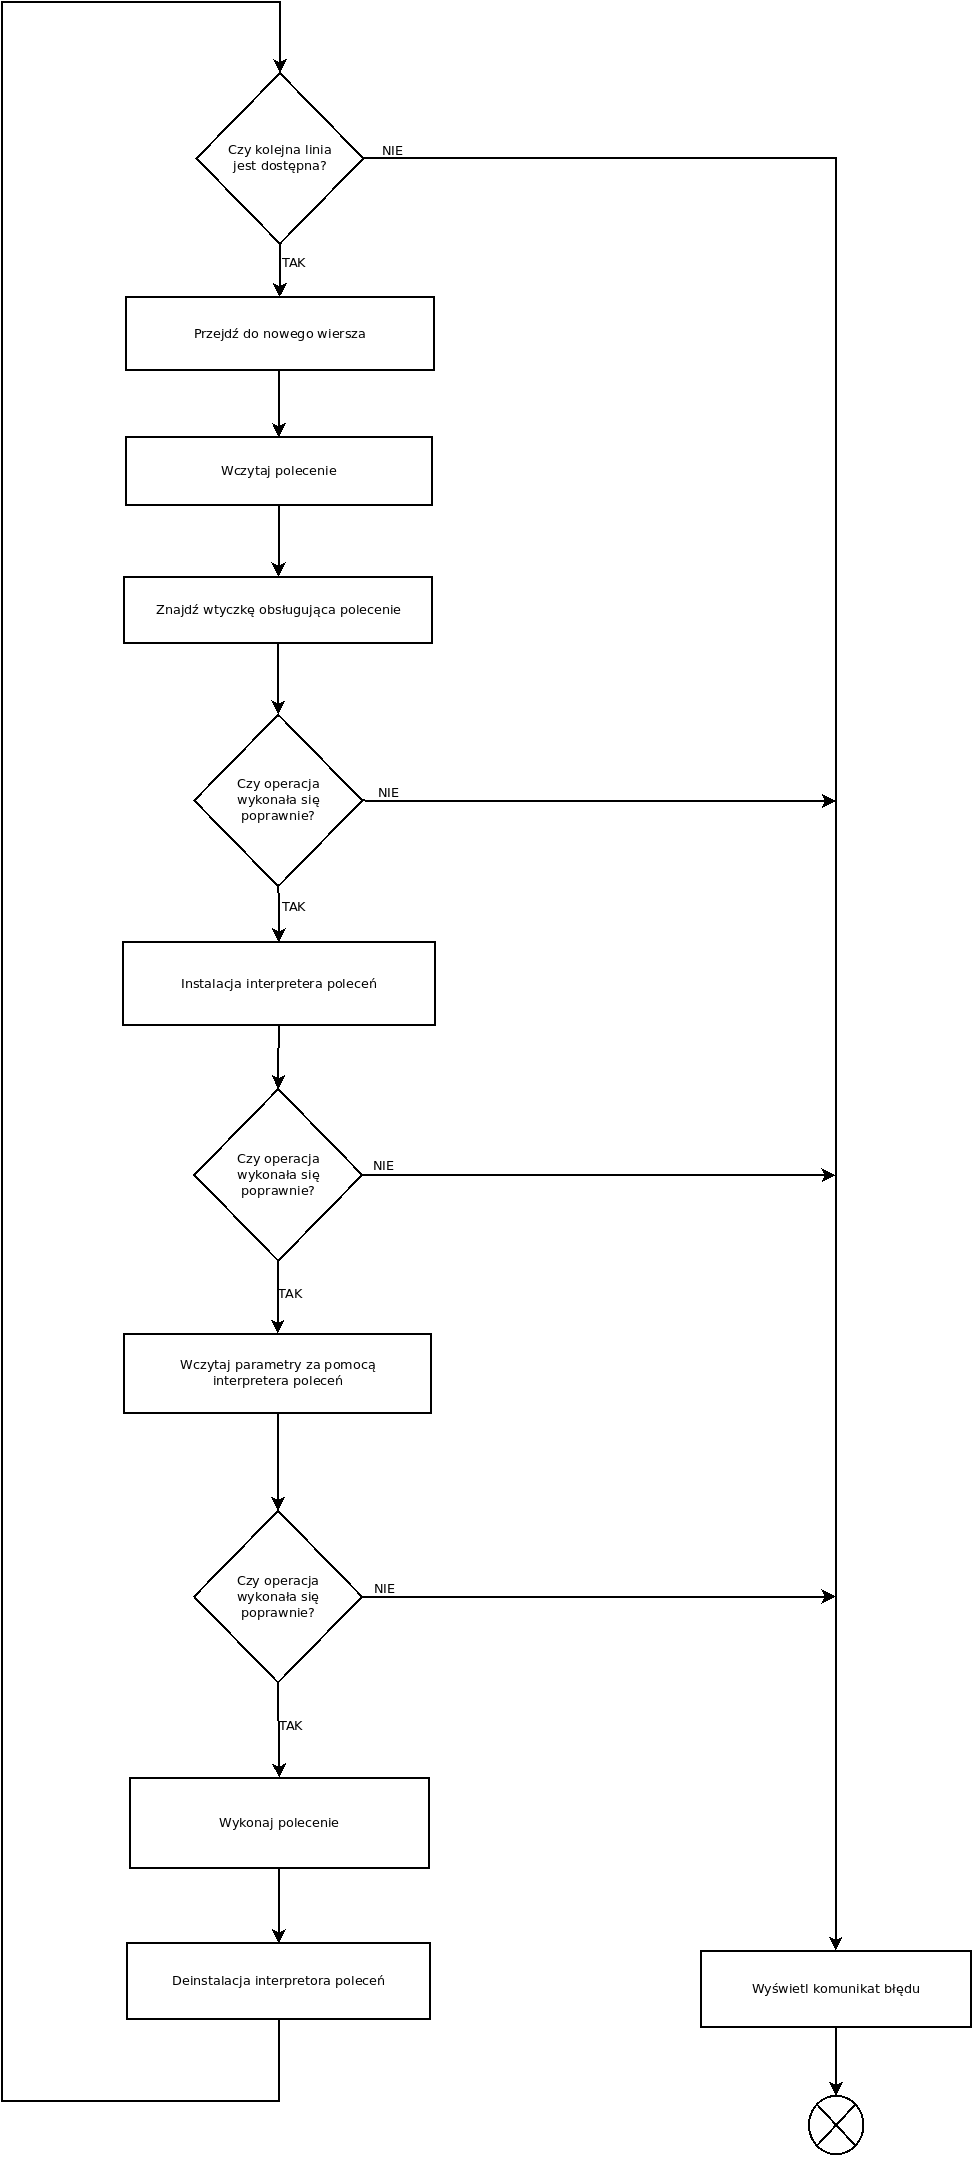 Czy kolejna linia
jest dostępna?
NIE
TAK
Przejdź do nowego wiersza
Wczytaj polecenie
Znajdź wtyczkę obsługująca polecenie
Czy operacja
wykonała się
poprawnie?
NIE
TAK
Instalacja interpretera poleceń
Czy operacja
wykonała się
poprawnie?
NIE
TAK
Wczytaj parametry za pomocą
interpretera poleceń
Czy operacja
wykonała się
poprawnie?
NIE
TAK
Wykonaj polecenie
Deinstalacja interpretora poleceń
Wyświetl komunikat błędu